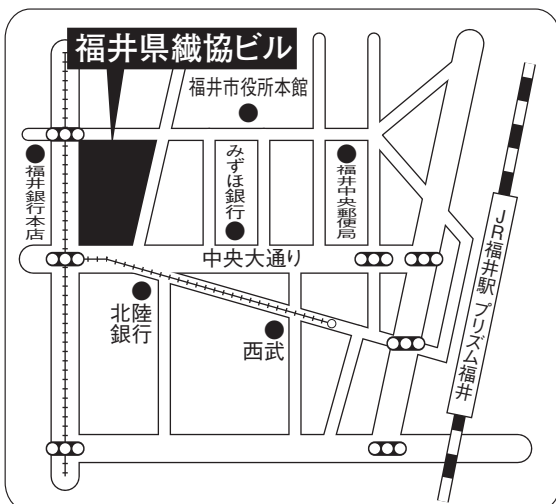 福井県繊協ビル
福井市役所本館
福井銀行本店
みずほ銀行
福井中央郵便局
中央大通り
北陸
銀行
西武
JR福井駅 プリズム福井